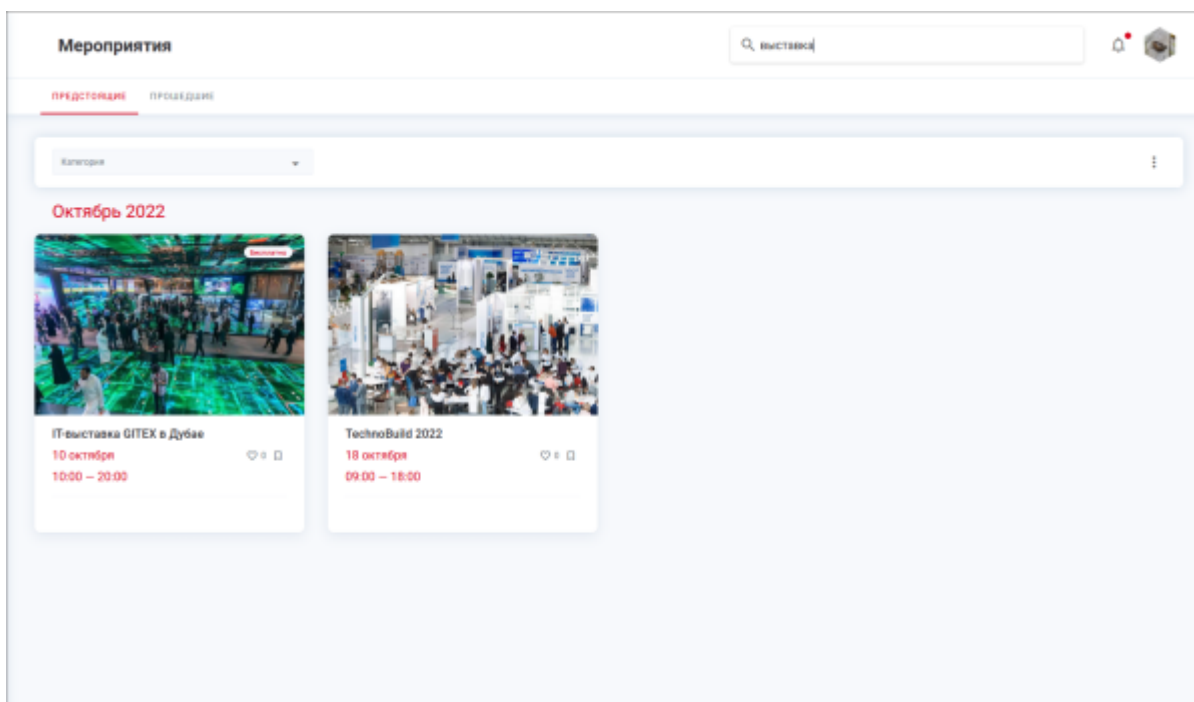 Мероприятия
выставка
ПРЕДСТОЯЩИЕ ПРОШЕДШИЕ
Категория
Октябрь 2022
Бесплатно
IT-выставка GITEX в Дубае
10 октября
0
10:00 — 20:00
TechnoBuild 2022
18 октября
0
09:00 — 18:00